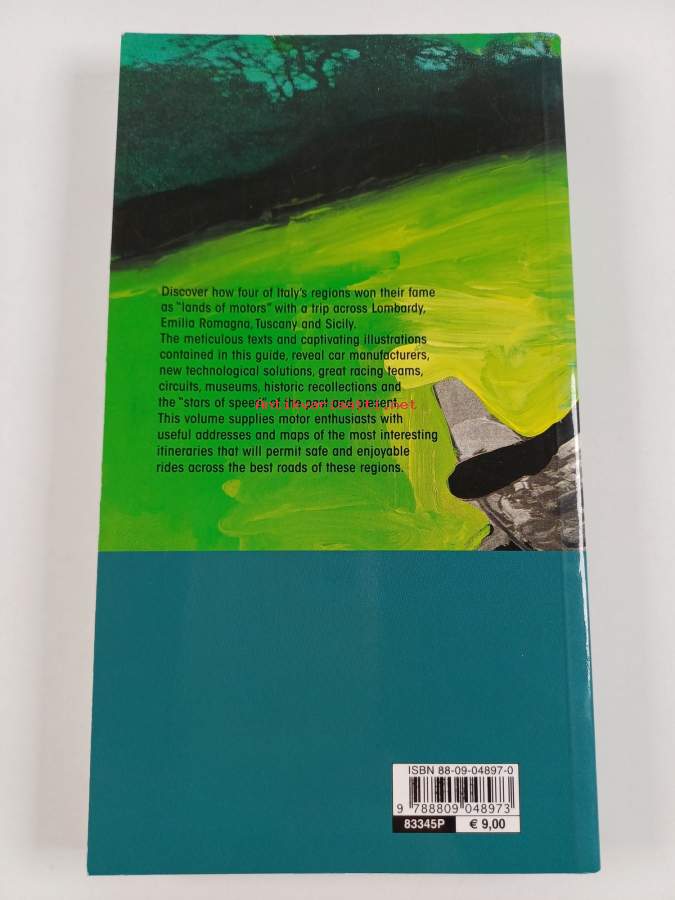 Discover how four of Italy's regions won their fame
as "lands of motors" with a trip across Lombardy,
Emilia Romagna, Tuscany and Sicily.
The meticulous texts and captivating illustrations
contained in this guide, reveal car manufacturers,
new technological solutions, great racing teams,
circuits, museums, historic recollections and
the "stars of speed" of the past and present.
Antikvariaatti.net
This volume supplies motor enthusiasts with
useful addresses and maps of the most interesting
itineraries that will permit safe and enjoyable
rides across the best roads of these regions.
ISBN 88-09-04897-0
9 788809 048973
83345P € 9,00